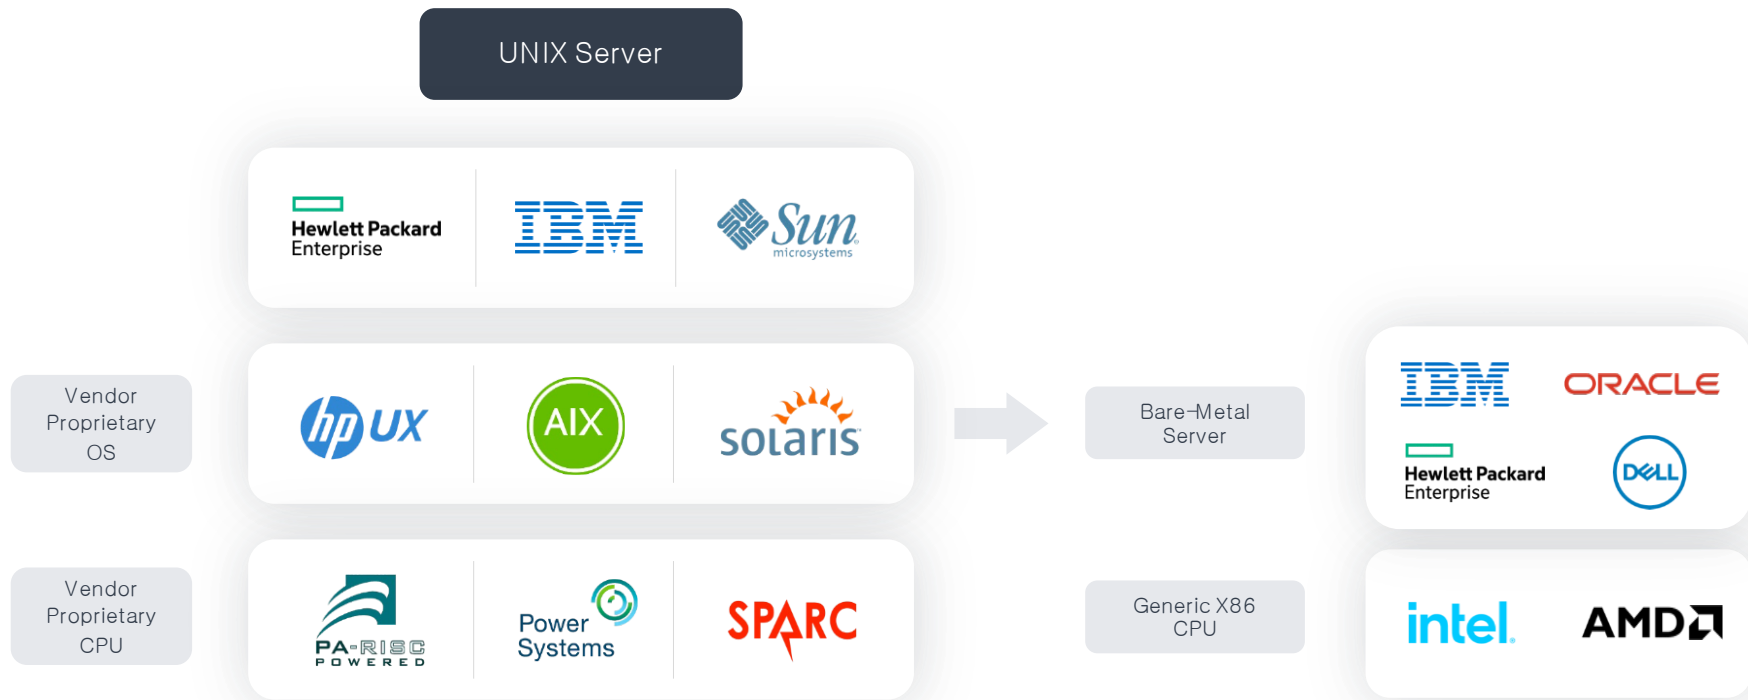 UNIX Server
Hewlett Packard
Enterprise
IBM
Sun
microsystems
Vendor
Proprietary
OS
hp UX
AIX
solaris
Bare-Metal
Server
IBM
ORACLE
Hewlett Packard
Enterprise
DELL
Vendor
Proprietary
CPU
PA-RISC
POWERED
Power
Systems
SPARC
Generic X86
CPU
intel.
AMD